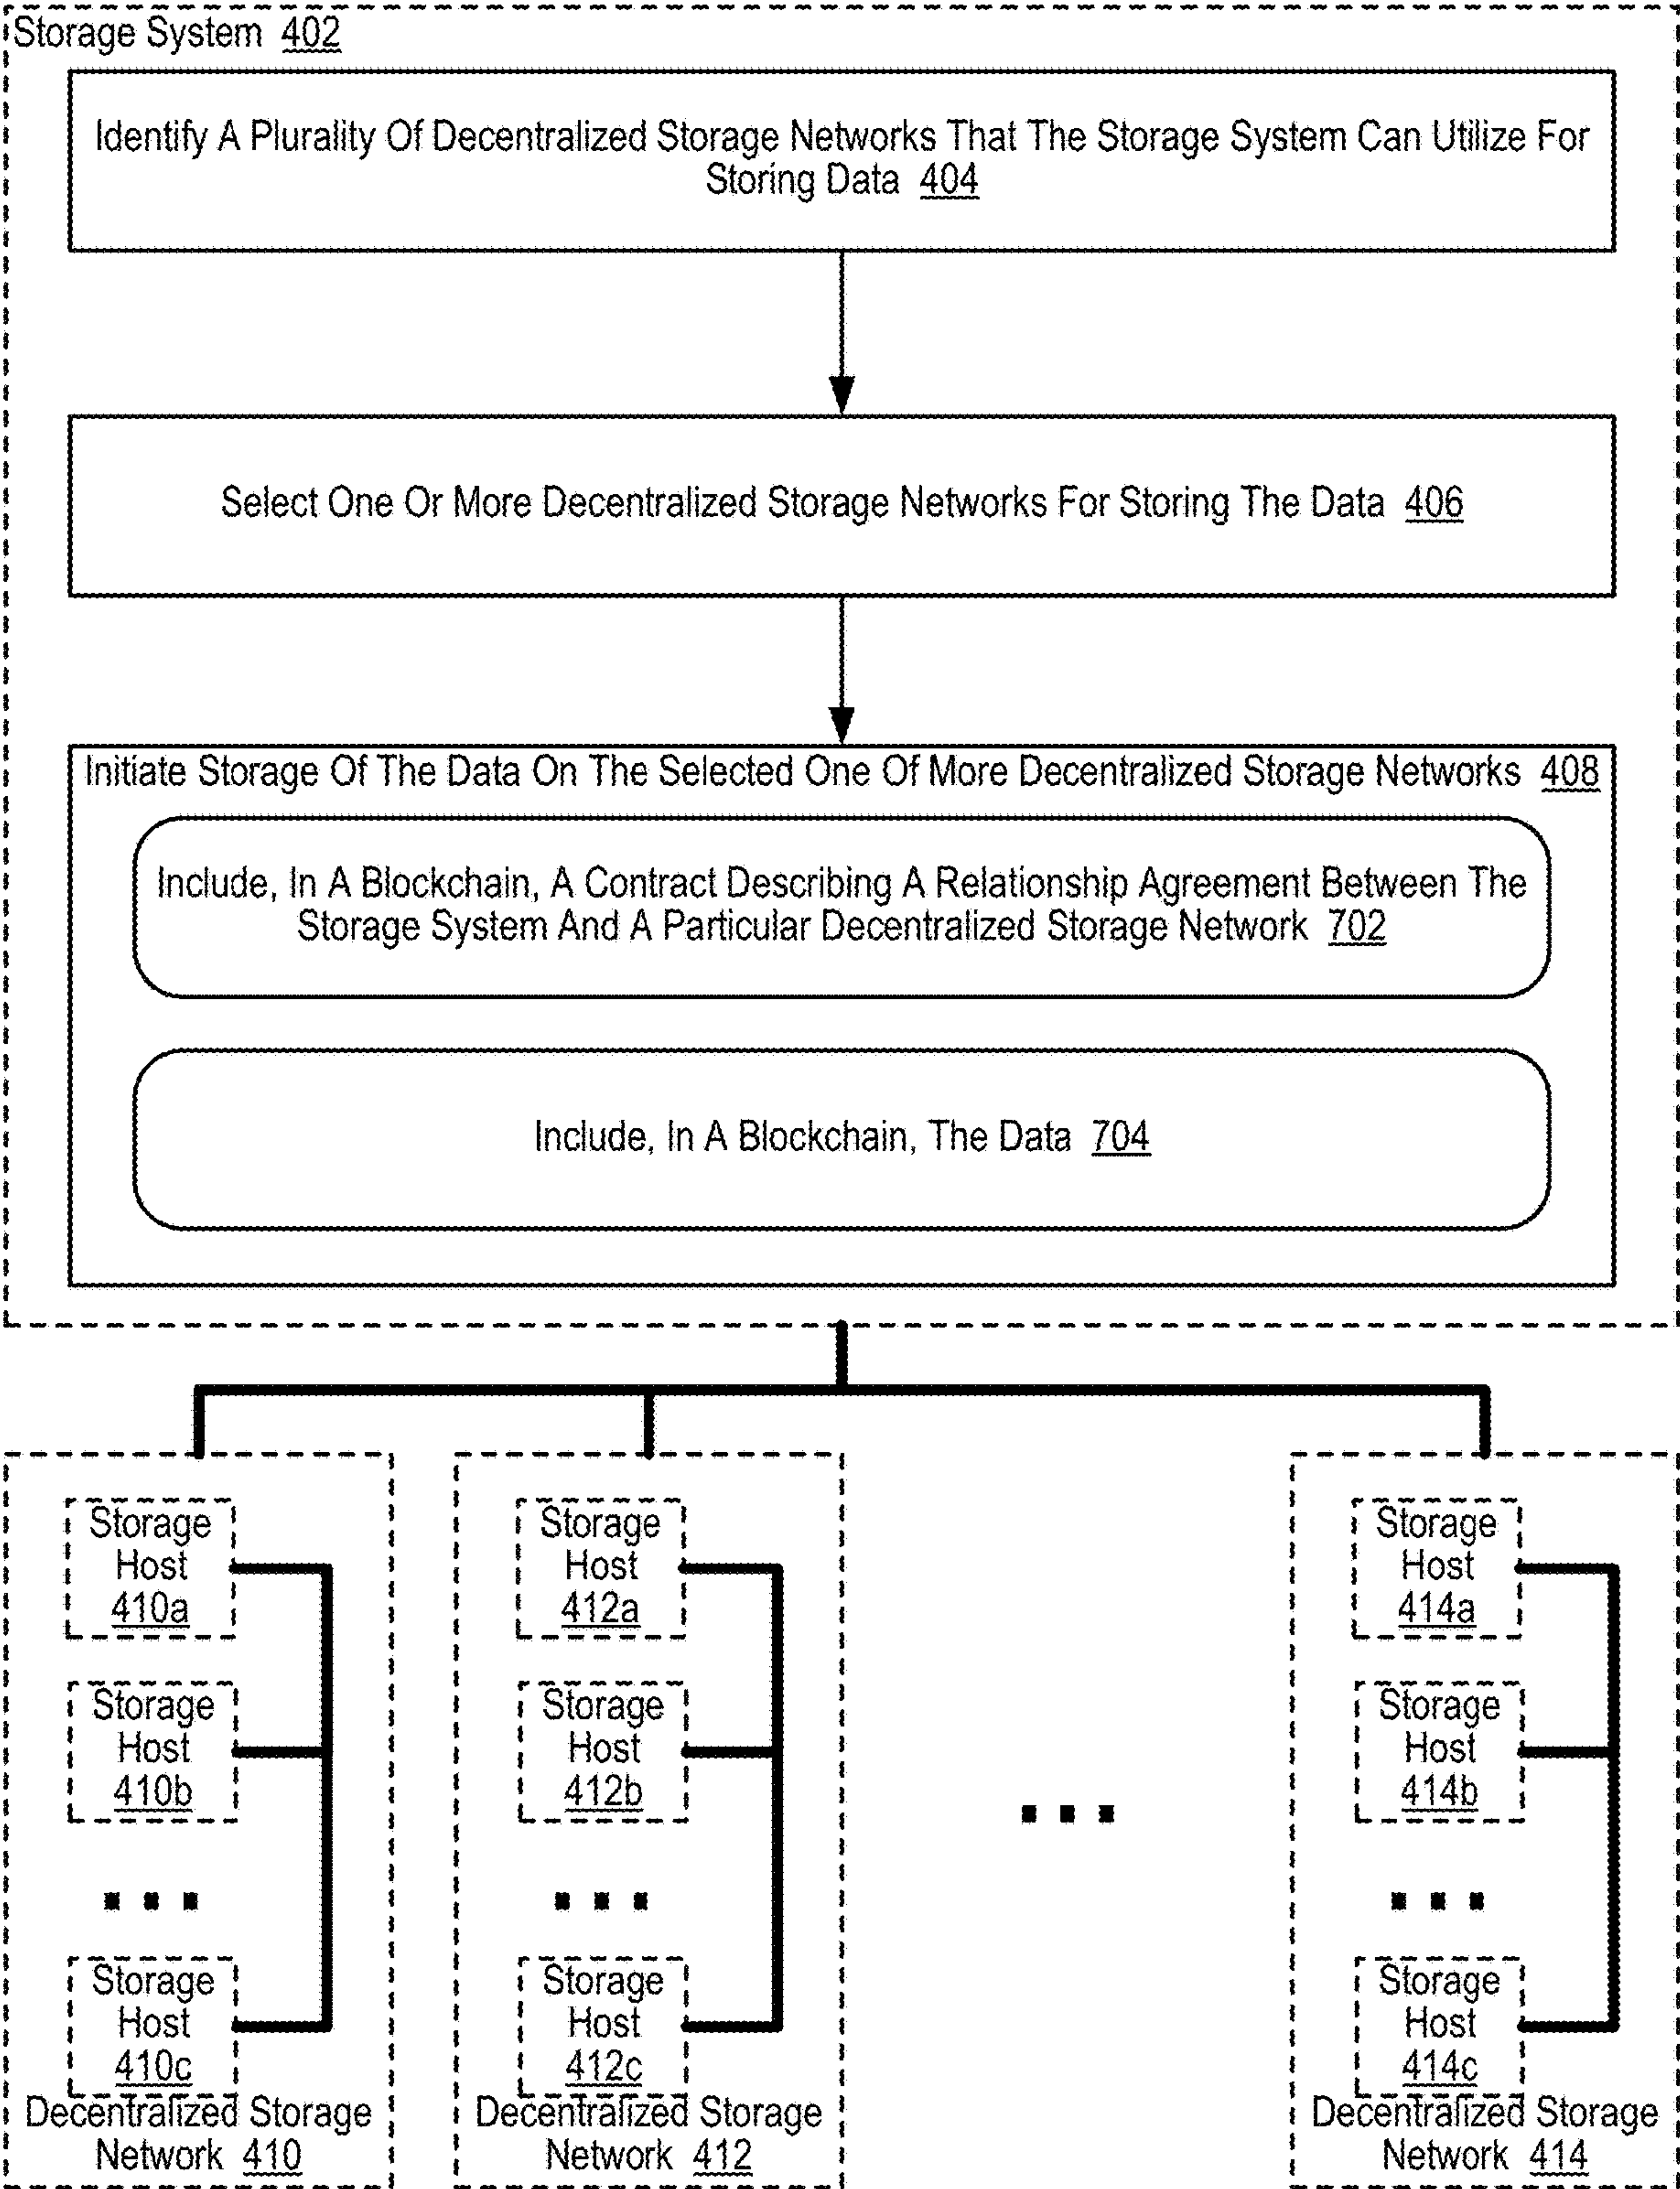 Storage System 402
Identify A Plurality Of Decentralized Storage Networks That The Storage System Can Utilize For
Storing Data 404
Select One Or More Decentralized Storage Networks For Storing The Data 406
Initiate Storage Of The Data On The Selected One Of More Decentralized Storage Networks 408
Include, In A Blockchain, A Contract Describing A Relationship Agreement Between The
Storage System And A Particular Decentralized Storage Network 702
Include, In A Blockchain, The Data 704
Storage
Host
410a
Storage
Host
410b
Storage
Host
410c
Decentralized Storage
Network 410
Storage
Host
412a
Storage
Host
412b
Storage
Host
412c
Decentralized Storage
Network 412
Storage
Host
414a
Storage
Host
414b
Storage
Host
414c
Decentralized Storage
Network 414